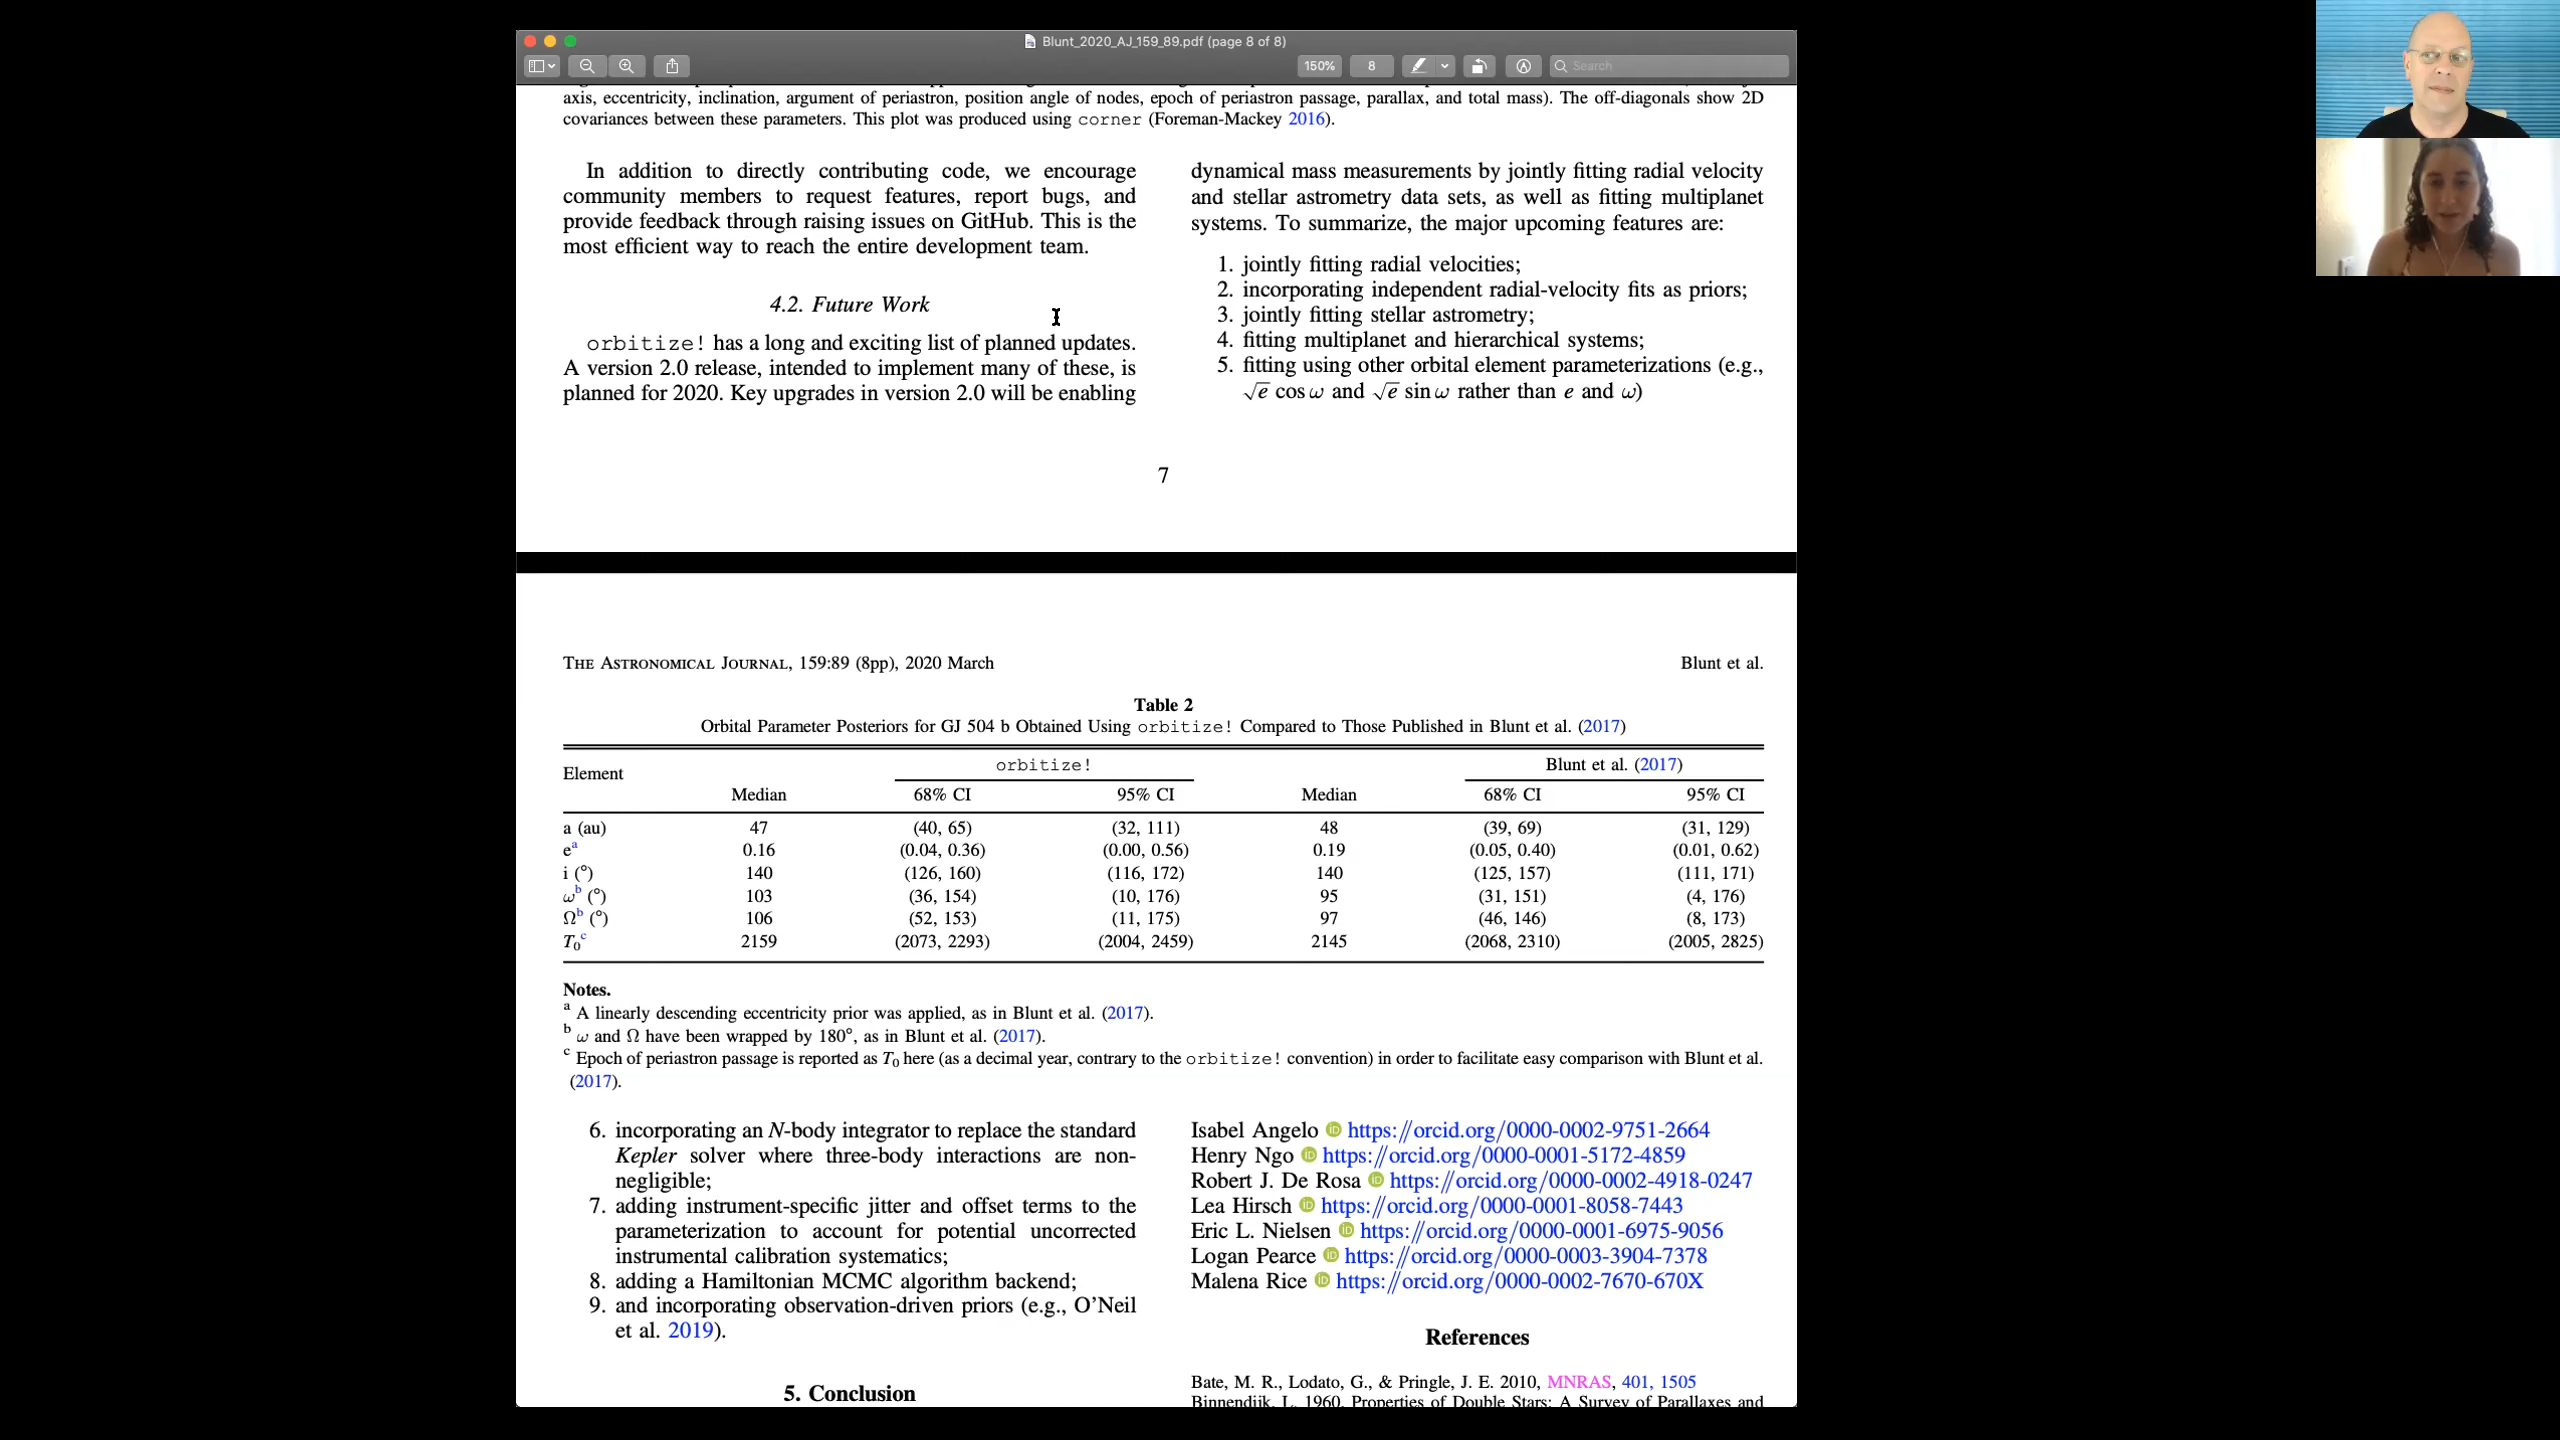 Blunt_2020_AJ_159_89.pdf (page 8 of 8)
150%
8
Search
axis, eccentricity, inclination, argument of periastron, position angle of nodes, epoch of periastron passage, parallax, and total mass). The off-diagonals show 2D
covariances between these parameters. This plot was produced using corner (Foreman-Mackey 2016).
In addition to directly contributing code, we encourage
community members to request features, report bugs, and
provide feedback through raising issues on GitHub. This is the
most efficient way to reach the entire development team.
4.2. Future Work
orbitize! has a long and exciting list of planned updates.
A version 2.0 release, intended to implement many of these, is
planned for 2020. Key upgrades in version 2.0 will be enabling
dynamical mass measurements by jointly fitting radial velocity
and stellar astrometry data sets, as well as fitting multiplanet
systems. To summarize, the major upcoming features are:
1. jointly fitting radial velocities;
2. incorporating independent radial-velocity fits as priors;
3. jointly fitting stellar astrometry;
4. fitting multiplanet and hierarchical systems;
5. fitting using other orbital element parameterizations (e.g.,
√e cos ω and √e sin ω rather than e and ω)
7
THE ASTRONOMICAL JOURNAL, 159:89 (8pp), 2020 March Blunt et al.
Table 2
Orbital Parameter Posteriors for GJ 504 b Obtained Using orbitize! Compared to Those Published in Blunt et al. (2017)
Element orbitize! Blunt et al. (2017)
Median 68% CI 95% CI Median 68% CI 95% CI
a (au) 47 (40, 65) (32, 111) 48 (39, 69) (31, 129)
e^a 0.16 (0.04, 0.36) (0.00, 0.56) 0.19 (0.05, 0.40) (0.01, 0.62)
i (°) 140 (126, 160) (116, 172) 140 (125, 157) (111, 171)
ω^b (°) 103 (36, 154) (10, 176) 95 (31, 151) (4, 176)
Ω^b (°) 106 (52, 153) (11, 175) 97 (46, 146) (8, 173)
T0^c 2159 (2073, 2293) (2004, 2459) 2145 (2068, 2310) (2005, 2825)
Notes.
a A linearly descending eccentricity prior was applied, as in Blunt et al. (2017).
b ω and Ω have been wrapped by 180°, as in Blunt et al. (2017).
c Epoch of periastron passage is reported as T0 here (as a decimal year, contrary to the orbitize! convention) in order to facilitate easy comparison with Blunt et al.
(2017).
6. incorporating an N-body integrator to replace the standard
Kepler solver where three-body interactions are non-
negligible;
7. adding instrument-specific jitter and offset terms to the
parameterization to account for potential uncorrected
instrumental calibration systematics;
8. adding a Hamiltonian MCMC algorithm backend;
9. and incorporating observation-driven priors (e.g., O'Neil
et al. 2019).
5. Conclusion
Isabel Angelo iD https://orcid.org/0000-0002-9751-2664
Henry Ngo iD https://orcid.org/0000-0001-5172-4859
Robert J. De Rosa iD https://orcid.org/0000-0002-4918-0247
Lea Hirsch iD https://orcid.org/0000-0001-8058-7443
Eric L. Nielsen iD https://orcid.org/0000-0001-6975-9056
Logan Pearce iD https://orcid.org/0000-0003-3904-7378
Malena Rice iD https://orcid.org/0000-0002-7670-670X
References
Bate, M. R., Lodato, G., & Pringle, J. E. 2010, MNRAS, 401, 1505
Binnendijk, L. 1960, Properties of Double Stars; A Survey of Parallaxes and